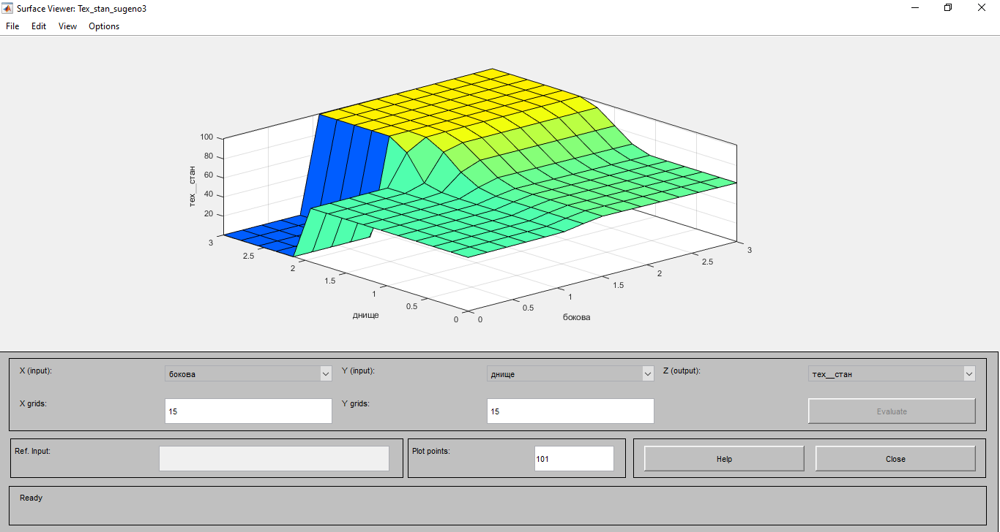 Surface Viewer: Tex_stan_sugeno3
File Edit View Options
100
80
60
40
20
тех__стан
3
2.5
2
1.5
1
0.5
0
днище
0
0.5
1
1.5
2
2.5
3
бокова
X (input): бокова Y (input): днище Z (output): тех__стан
X grids: 15 Y grids: 15 Evaluate
Ref. Input: Plot points: 101 Help Close
Ready